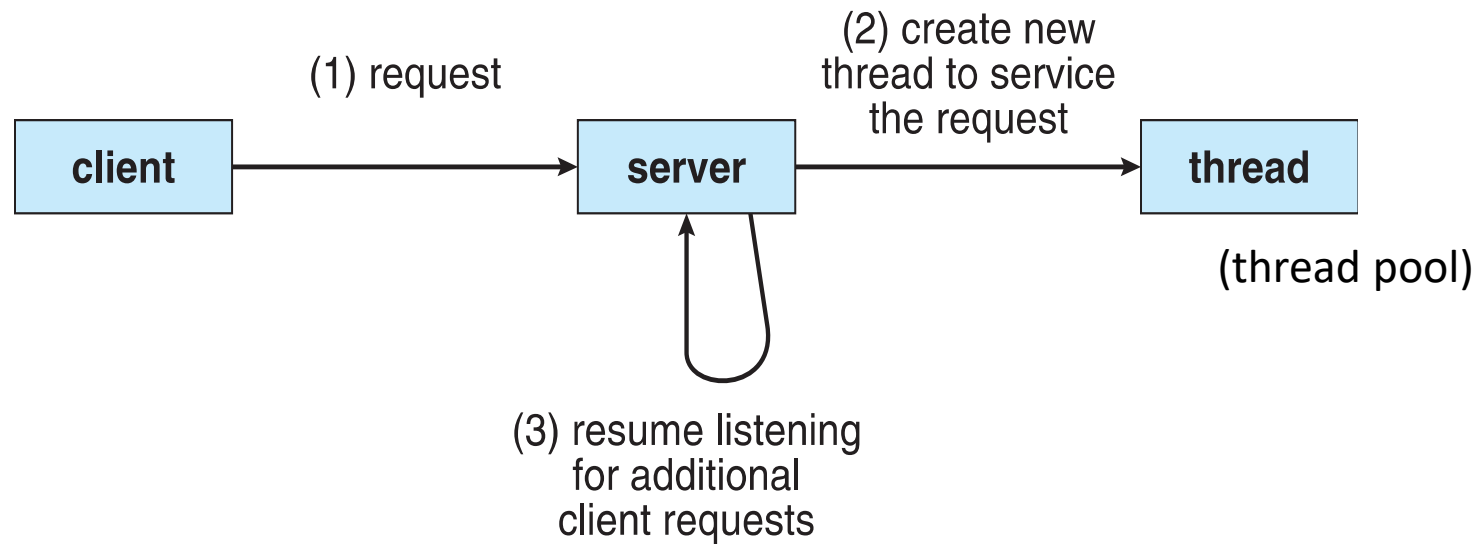 (1) request
(2) create new
thread to service
the request
client
server
thread
(thread pool)
(3) resume listening
for additional
client requests